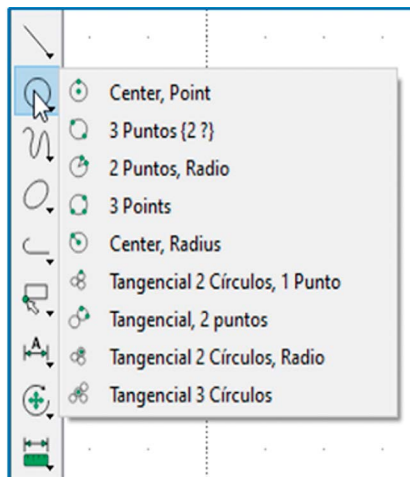 Center, Point
3 Puntos {2 ?}
2 Puntos, Radio
3 Points
Center, Radius
Tangencial 2 Círculos, 1 Punto
Tangencial, 2 puntos
Tangencial 2 Círculos, Radio
Tangencial 3 Círculos
A